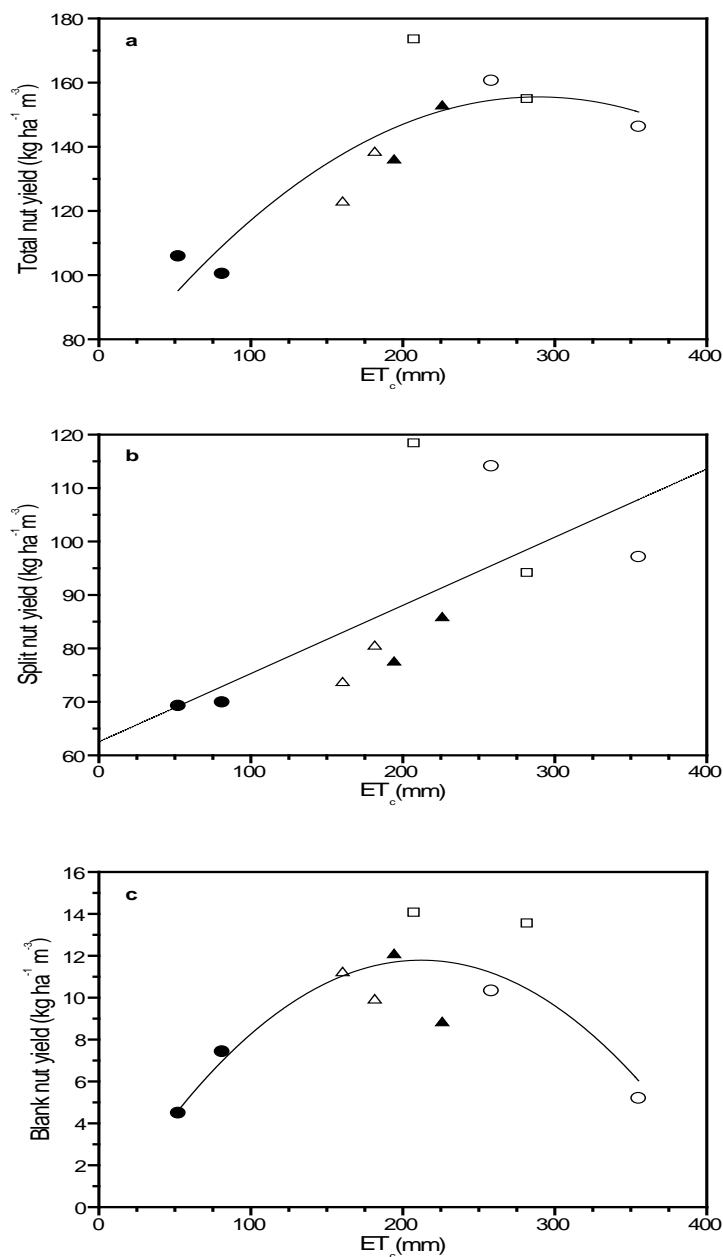 a
Total nut yield (kg ha⁻¹ m⁻³)
180
160
140
120
100
80
0 100 200 300 400
ET_c (mm)
b
Split nut yield (kg ha⁻¹ m⁻³)
120
110
100
90
80
70
60
0 100 200 300 400
ET_c (mm)
c
Blank nut yield (kg ha⁻¹ m⁻³)
16
14
12
10
8
6
4
2
0
0 100 200 300 400
ET_c (mm)